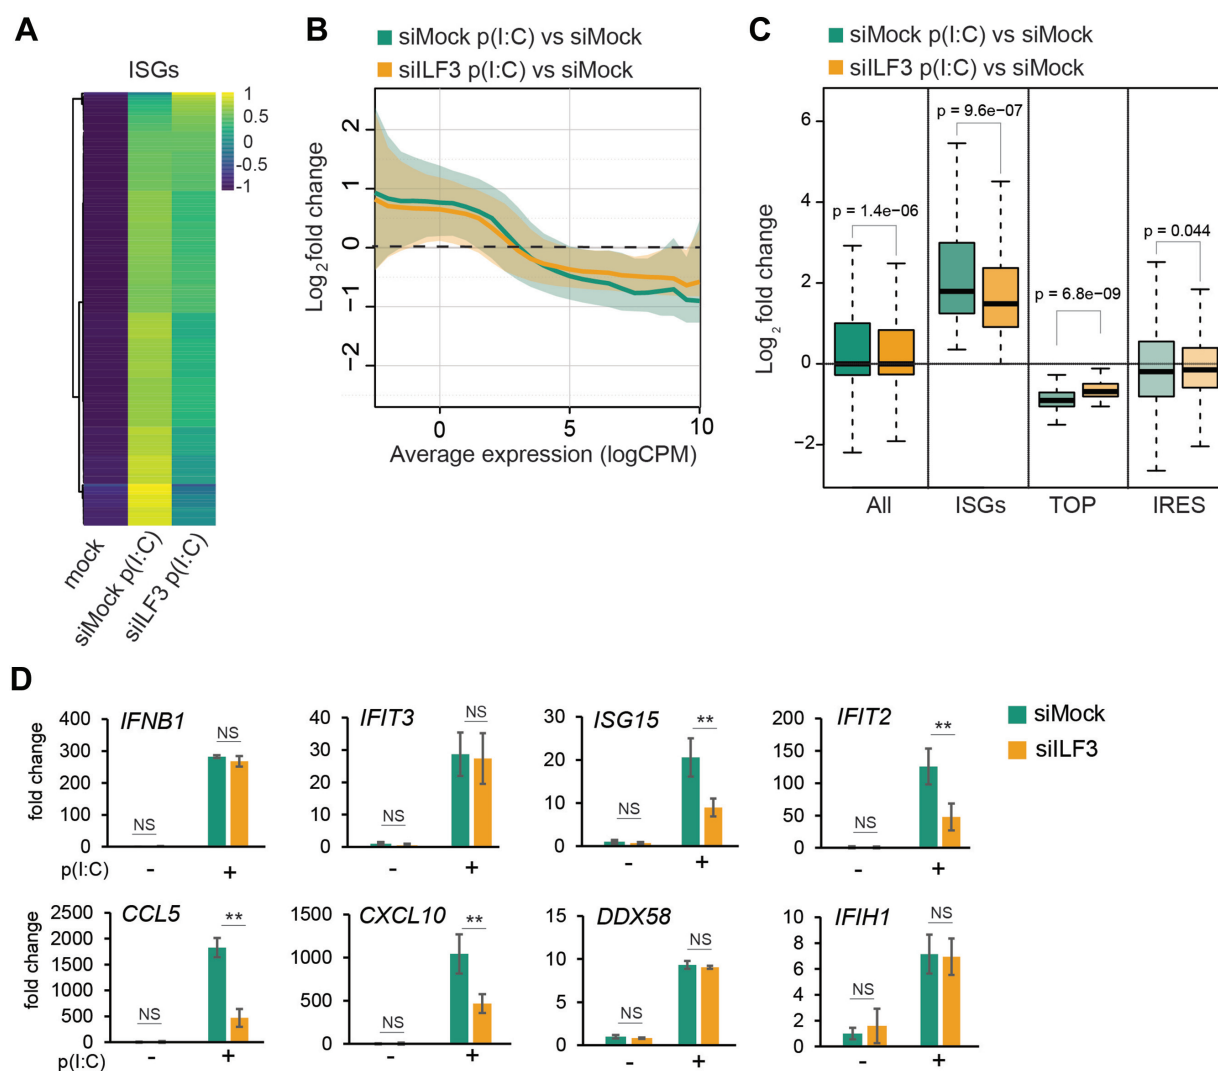 A
ISGs
1
0.5
0
-0.5
-1
mock
siMock p(I:C)
siILF3 p(I:C)
B
siMock p(I:C) vs siMock
siILF3 p(I:C) vs siMock
Log2 fold change
2
1
0
−1
−2
0
5
10
Average expression (logCPM)
C
siMock p(I:C) vs siMock
siILF3 p(I:C) vs siMock
Log2 fold change
6
4
2
0
−2
p = 1.4e−06
p = 9.6e−07
p = 6.8e−09
p = 0.044
All
ISGs
TOP
IRES
D
siMock
siILF3
fold change
IFNB1
400
300
200
100
0
NS
NS
p(I:C)
-
+
IFIT3
40
30
20
10
0
NS
NS
-
+
ISG15
30
20
10
0
NS
**
-
+
IFIT2
200
150
100
50
0
NS
**
-
+
fold change
CCL5
2500
2000
1500
1000
500
0
NS
**
p(I:C)
-
+
CXCL10
1500
1000
500
0
NS
**
-
+
DDX58
15
10
5
0
NS
NS
-
+
IFIH1
10
8
6
4
2
0
NS
NS
-
+